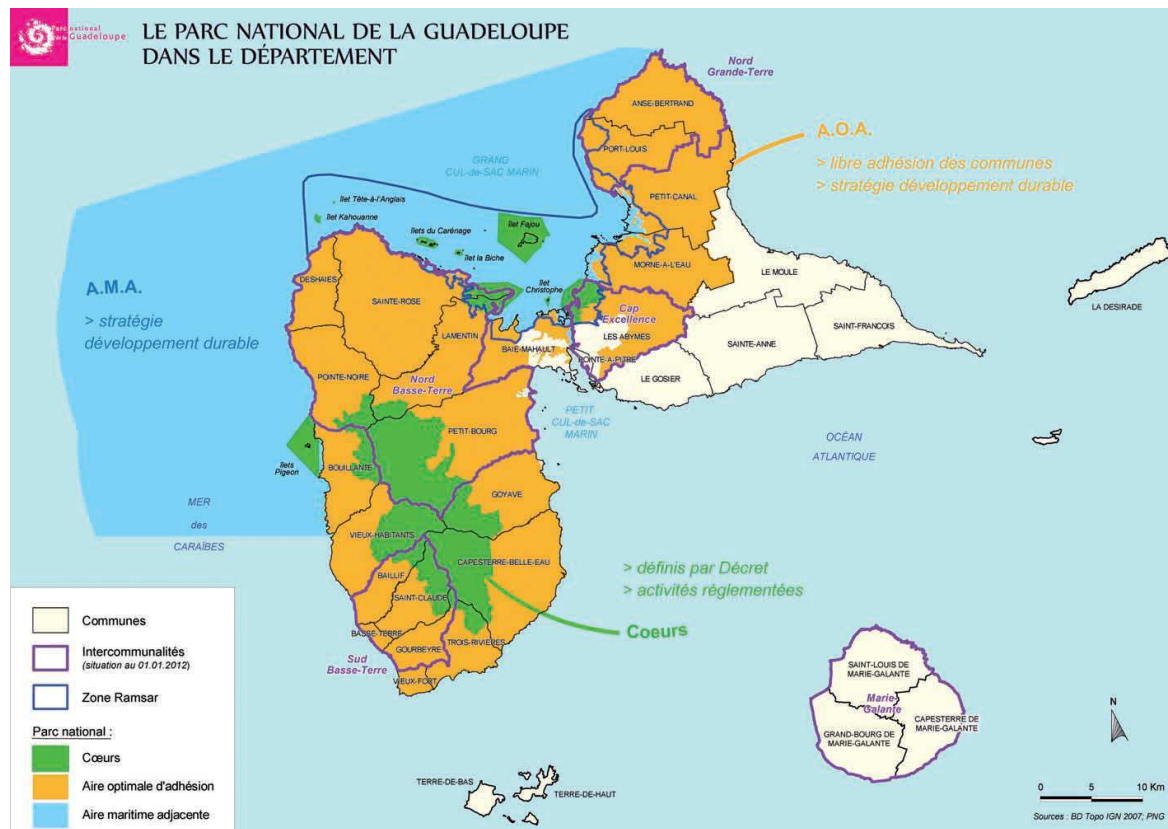 Parc national
de la Guadeloupe
LE PARC NATIONAL DE LA GUADELOUPE
DANS LE DÉPARTEMENT
Nord
Grande-Terre
ANSE-BERTRAND
A.O.A.
> libre adhésion des communes
> stratégie développement durable
PORT-LOUIS
GRAND
CUL-de-SAC MARIN
PETIT-CANAL
Ilet Tête-à-l'Anglais
Ilet Kahouanne
Ilets du Carénage
Ilet Fajou
Ilet la Biche
MORNE-A-L'EAU
LE MOULE
DESHAIES
A.M.A.
> stratégie
développement durable
SAINTE-ROSE
Ilet
Christophe
Cap
Excellence
LA DESIRADE
LAMENTIN
LES ABYMES
SAINT-FRANCOIS
BAIE-MAHAULT
SAINTE-ANNE
POINTE-A-PITRE
POINTE-NOIRE
Nord
Basse-Terre
LE GOSIER
PETIT
CUL-de-SAC
MARIN
PETIT-BOURG
OCÉAN
ATLANTIQUE
Ilets
Pigeon
BOUILLANTE
GOYAVE
MER
des
CARAÏBES
VIEUX-HABITANTS
CAPESTERRE-BELLE-EAU
> définis par Décret
> activités réglementées
BAILLIF
SAINT-CLAUDE
Coeurs
BASSE-TERRE
TROIS-RIVIÈRES
GOURBEYRE
Sud
Basse-Terre
VIEUX-FORT
SAINT-LOUIS DE
MARIE-GALANTE
Marie-
Galante
CAPESTERRE DE
MARIE-GALANTE
GRAND-BOURG DE
MARIE-GALANTE
TERRE-DE-BAS
TERRE-DE-HAUT
Communes
Intercommunalités
(situation au 01.01.2012)
Zone Ramsar
Parc national :
Cœurs
Aire optimale d'adhésion
Aire maritime adjacente
N
0 5 10 Km
Sources : BD Topo IGN 2007; PNG